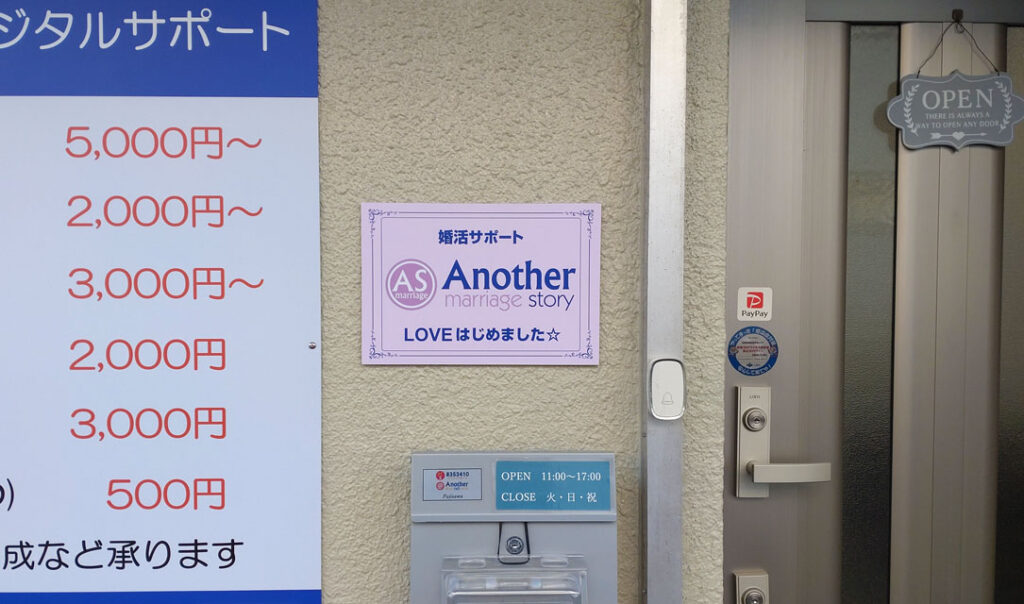 ジタルサポート
5,000円～
2,000円～
3,000円～
2,000円
3,000円
500円
成など承ります
婚活サポート
AS
marriage
Another
marriage story
LOVEはじめました☆
8353410
Another
OPEN 11:00～17:00
CLOSE 火・日・祝
OPEN
THERE IS ALWAYS A
WAY TO OPEN ANY DOOR
PayPay